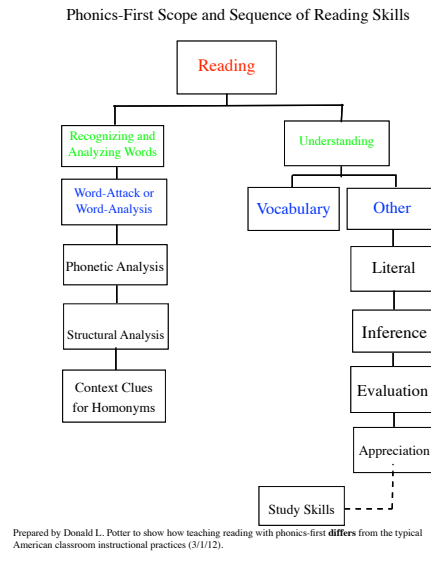 Phonics-First Scope and Sequence of Reading Skills
Reading
Recognizing and
Analyzing Words
Understanding
Word-Attack or
Word-Analysis
Vocabulary
Other
Phonetic Analysis
Literal
Structural Analysis
Inference
Context Clues
for Homonyms
Evaluation
Appreciation
Study Skills
Prepared by Donald L. Potter to show how teaching reading with phonics-first differs from the typical
American classroom instructional practices (3/1/12).